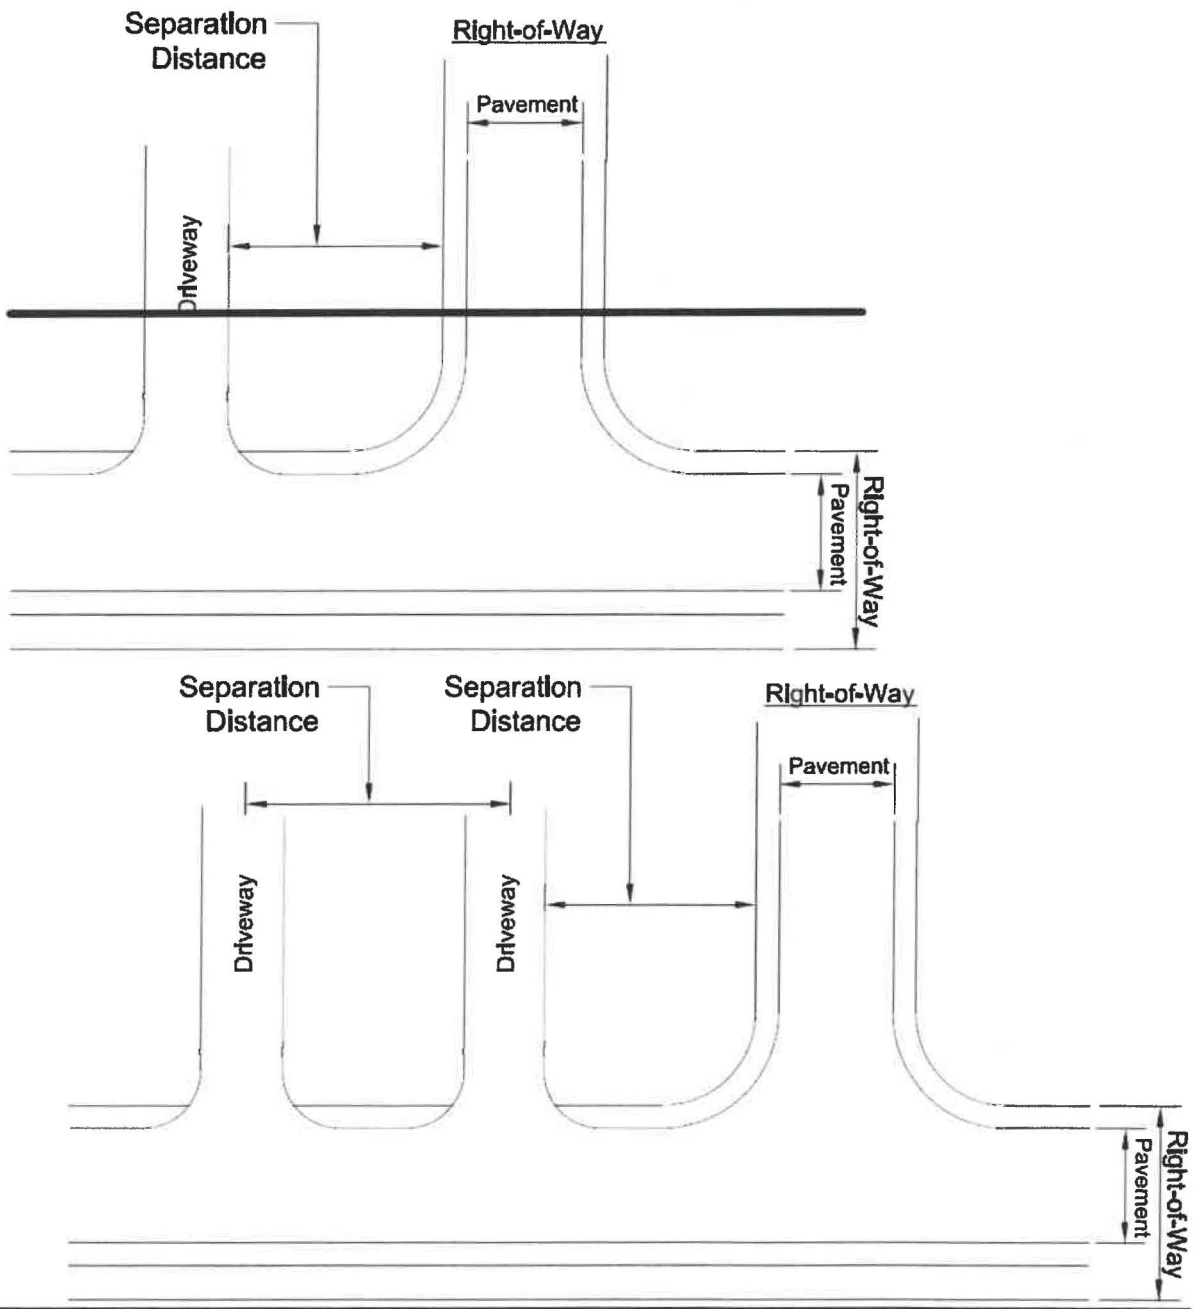 Separation
Distance
Right-of-Way
Pavement
Driveway
Pavement
Right-of-Way
Separation
Distance
Separation
Distance
Right-of-Way
Pavement
Driveway
Driveway
Pavement
Right-of-Way